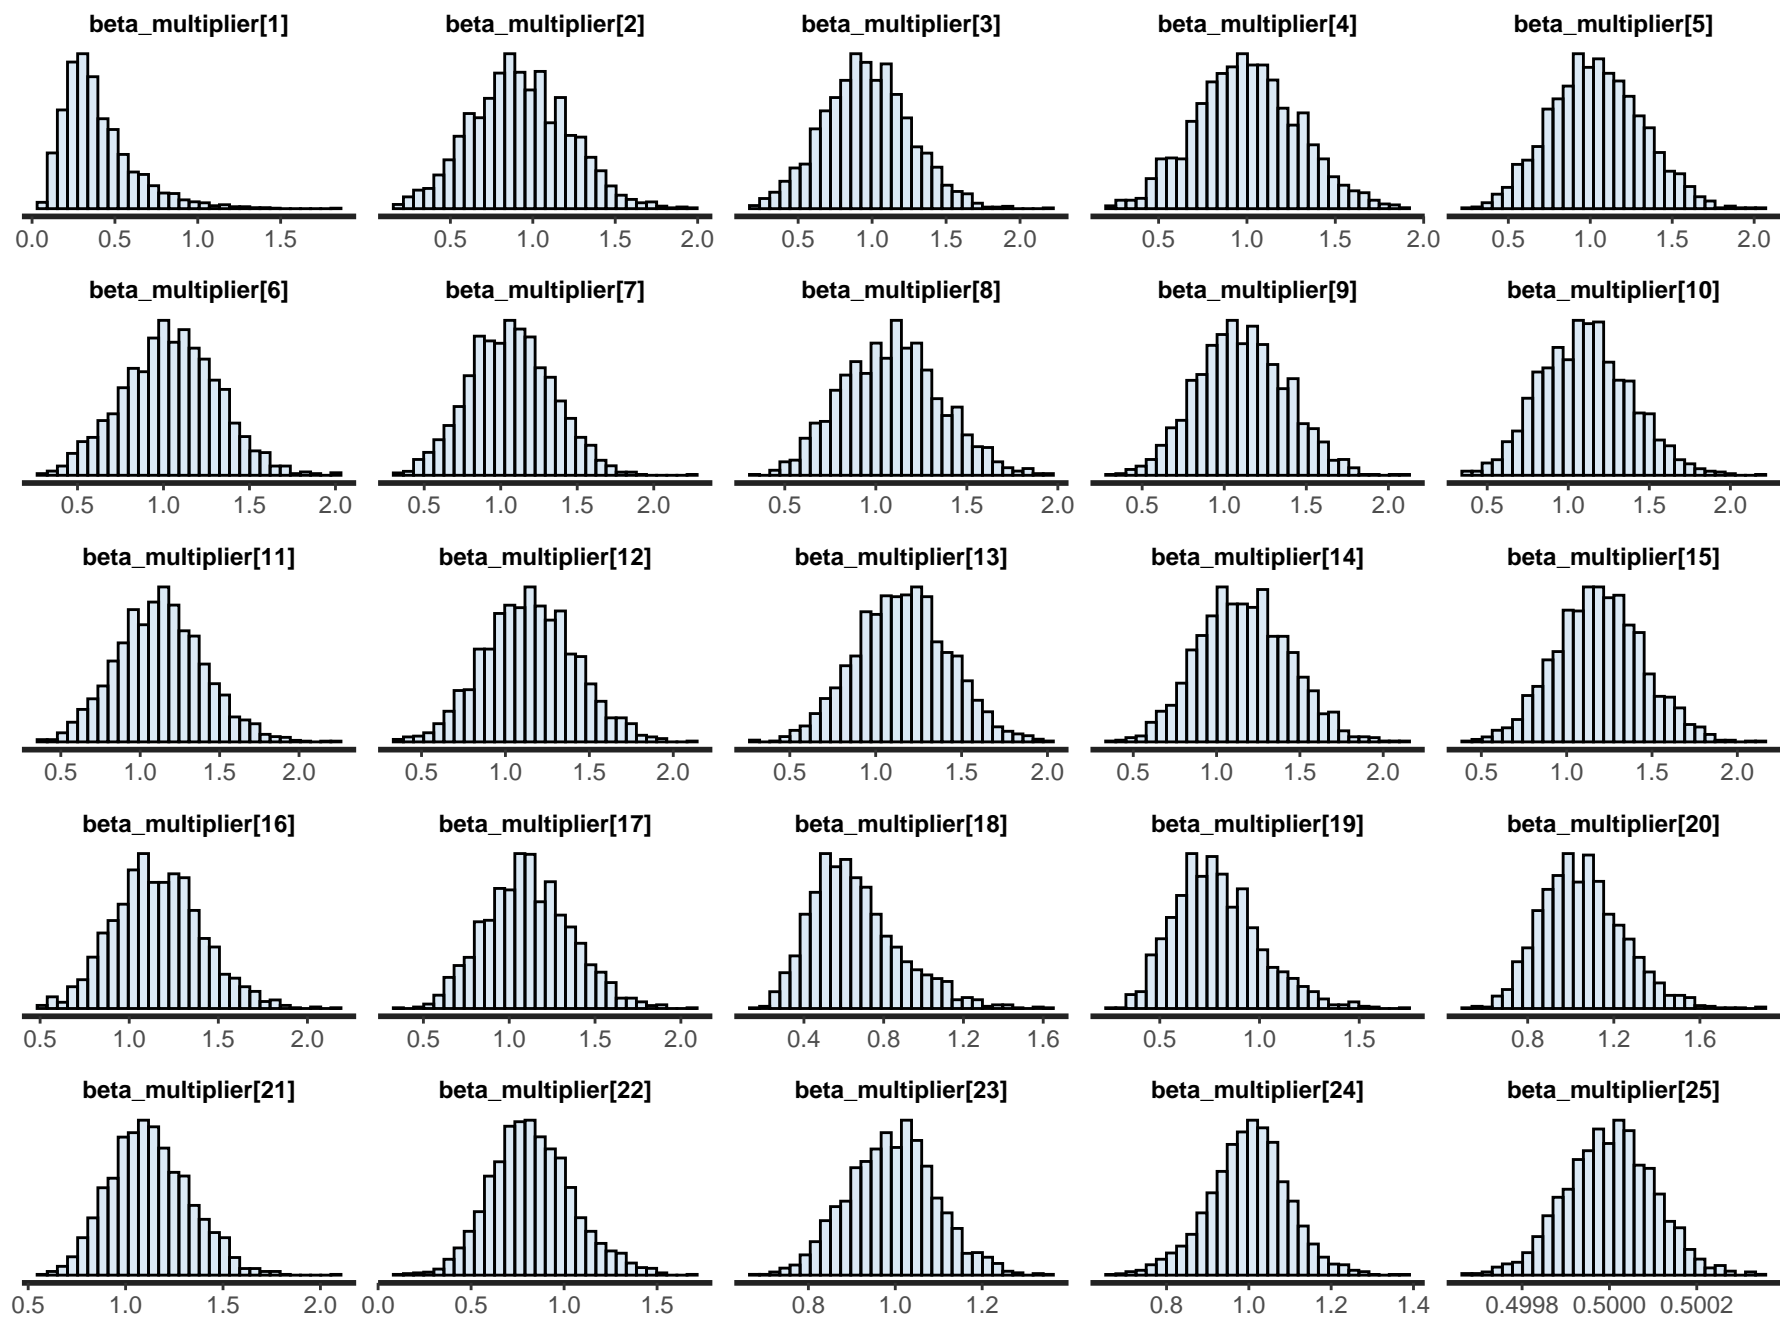 beta_multiplier[1] beta_multiplier[2] beta_multiplier[3] beta_multiplier[4] beta_multiplier[5]
0.0 0.5 1.0 1.5 0.5 1.0 1.5 2.0 0.5 1.0 1.5 2.0 0.5 1.0 1.5 2.0 0.5 1.0 1.5 2.0
beta_multiplier[6] beta_multiplier[7] beta_multiplier[8] beta_multiplier[9] beta_multiplier[10]
0.5 1.0 1.5 2.0 0.5 1.0 1.5 2.0 0.5 1.0 1.5 2.0 0.5 1.0 1.5 2.0 0.5 1.0 1.5 2.0
beta_multiplier[11] beta_multiplier[12] beta_multiplier[13] beta_multiplier[14] beta_multiplier[15]
0.5 1.0 1.5 2.0 0.5 1.0 1.5 2.0 0.5 1.0 1.5 2.0 0.5 1.0 1.5 2.0 0.5 1.0 1.5 2.0
beta_multiplier[16] beta_multiplier[17] beta_multiplier[18] beta_multiplier[19] beta_multiplier[20]
0.5 1.0 1.5 2.0 0.5 1.0 1.5 2.0 0.4 0.8 1.2 1.6 0.5 1.0 1.5 0.8 1.2 1.6
beta_multiplier[21] beta_multiplier[22] beta_multiplier[23] beta_multiplier[24] beta_multiplier[25]
0.5 1.0 1.5 2.0 0.0 0.5 1.0 1.5 0.8 1.0 1.2 0.8 1.0 1.2 1.4 0.4998 0.5000 0.5002